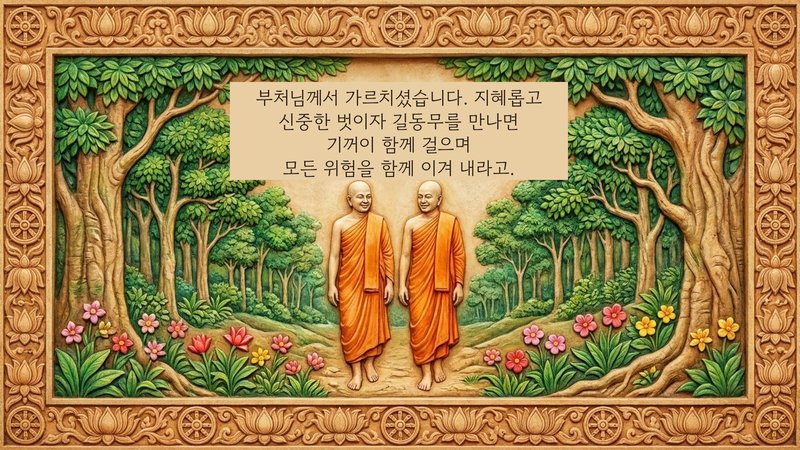 부처님께서 가르치셨습니다. 지혜롭고
신중한 벗이자 길동무를 만나면
기꺼이 함께 걸으며
모든 위험을 함께 이겨 내라고.